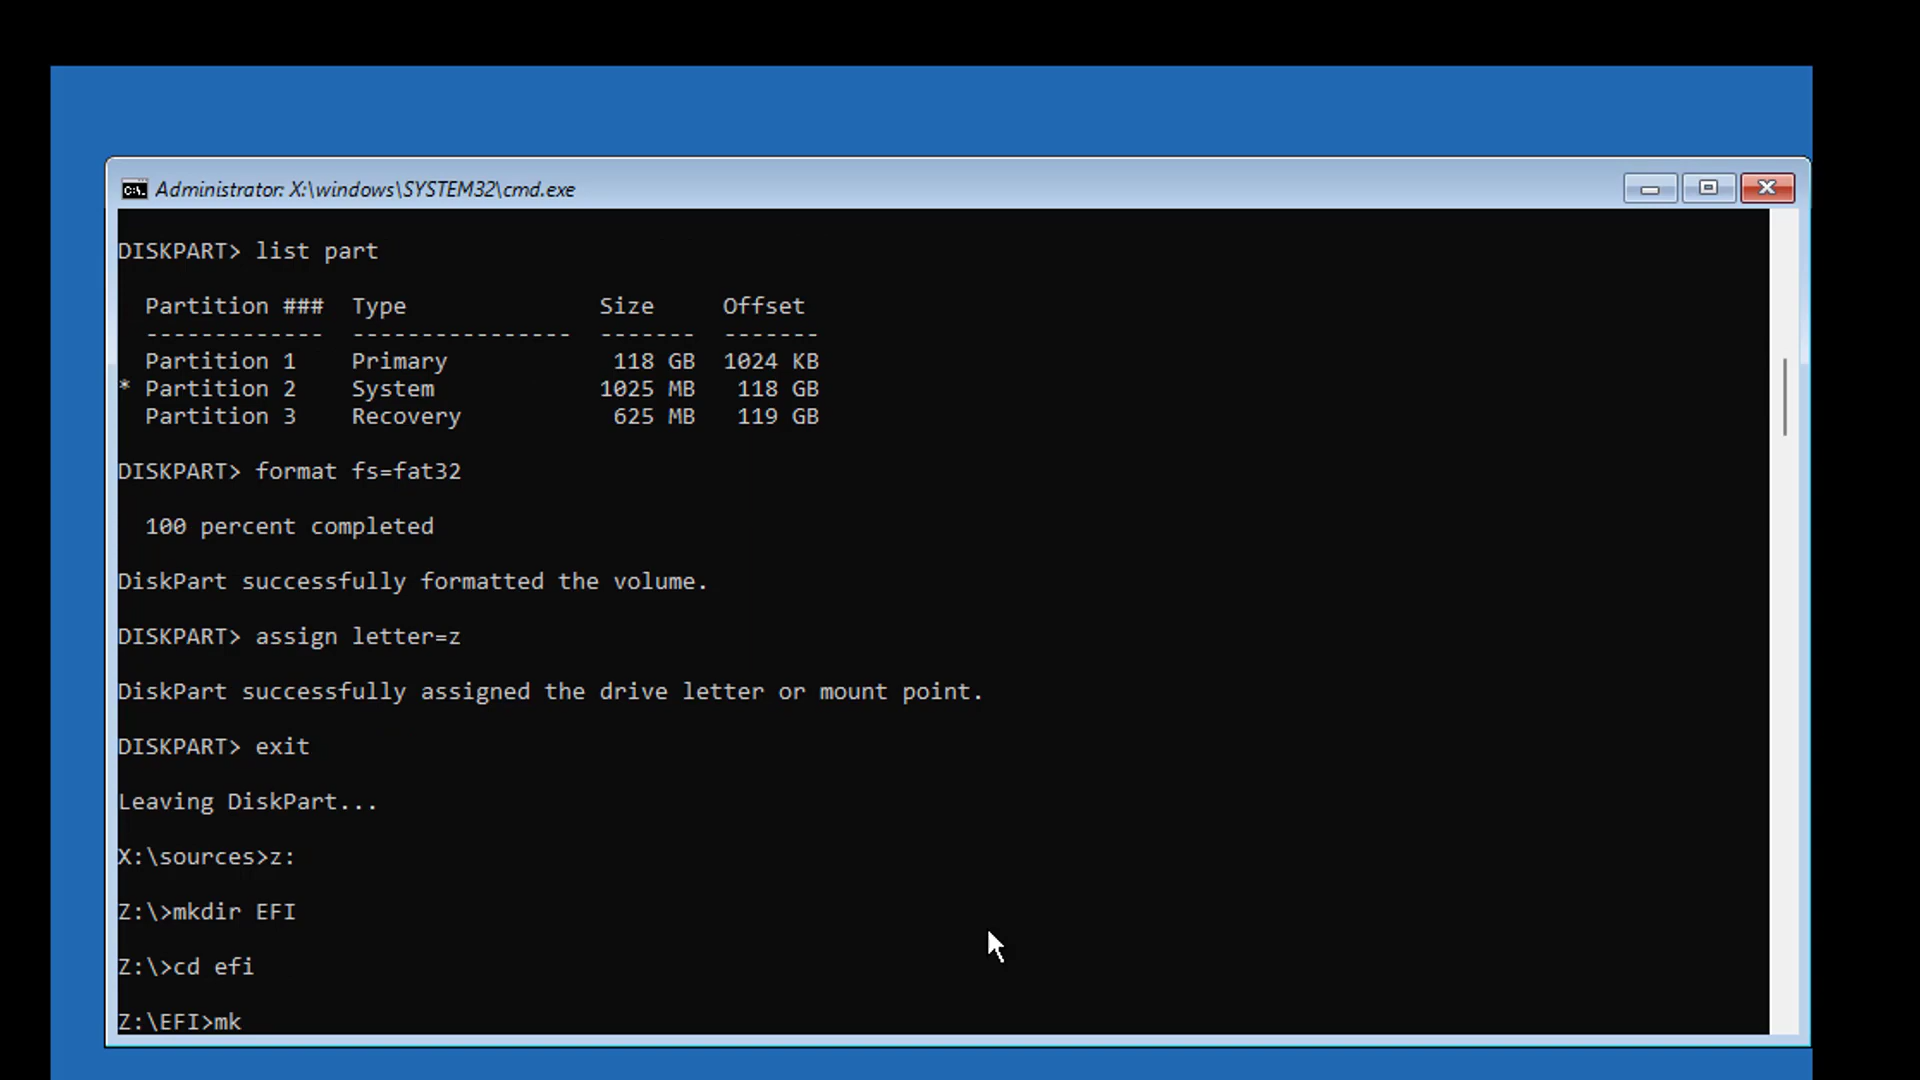 Administrator: X:\windows\SYSTEM32\cmd.exe
DISKPART> list part
Partition ### Type Size Offset
------------- ---------------- ------- -------
Partition 1 Primary 118 GB 1024 KB
* Partition 2 System 1025 MB 118 GB
Partition 3 Recovery 625 MB 119 GB
DISKPART> format fs=fat32
100 percent completed
DiskPart successfully formatted the volume.
DISKPART> assign letter=z
DiskPart successfully assigned the drive letter or mount point.
DISKPART> exit
Leaving DiskPart...
X:\sources>z:
Z:\>mkdir EFI
Z:\>cd efi
Z:\EFI>mk